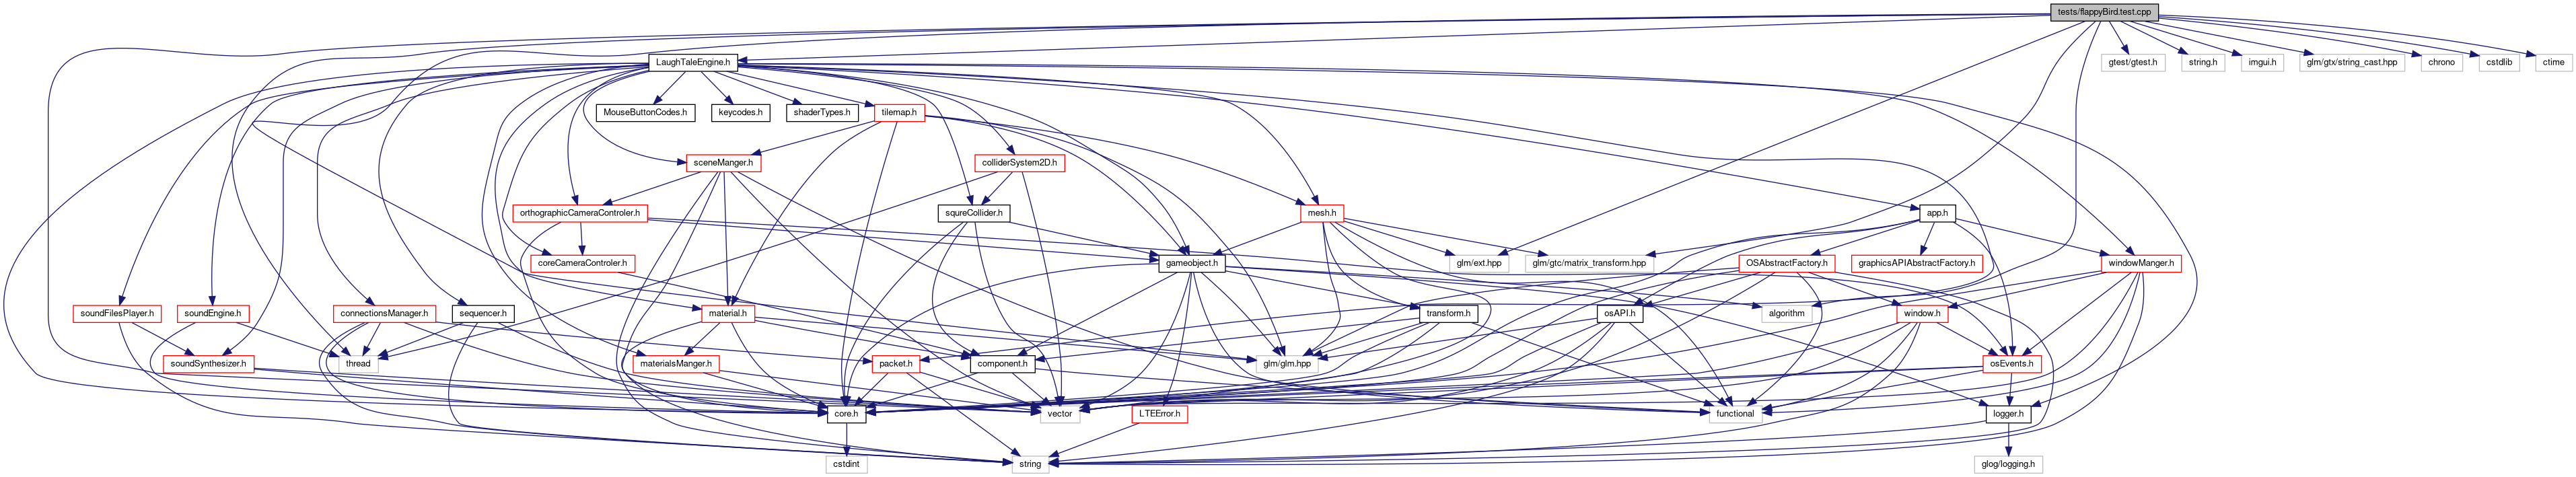 tests/flappyBird.test.cpp
LaughTaleEngine.h
gtest/gtest.h
string.h
imgui.h
glm/gtx/string_cast.hpp
chrono
cstdlib
ctime
MouseButtonCodes.h
keycodes.h
shaderTypes.h
tilemap.h
sceneManger.h
colliderSystem2D.h
orthographicCameraControler.h
squreCollider.h
mesh.h
app.h
coreCameraControler.h
gameobject.h
glm/ext.hpp
glm/gtc/matrix_transform.hpp
OSAbstractFactory.h
graphicsAPIAbstractFactory.h
windowManger.h
soundFilesPlayer.h
soundEngine.h
connectionsManager.h
sequencer.h
material.h
transform.h
osAPI.h
algorithm
window.h
soundSynthesizer.h
thread
materialsManger.h
packet.h
component.h
glm/glm.hpp
osEvents.h
core.h
vector
LTEError.h
functional
logger.h
cstdint
string
glog/logging.h